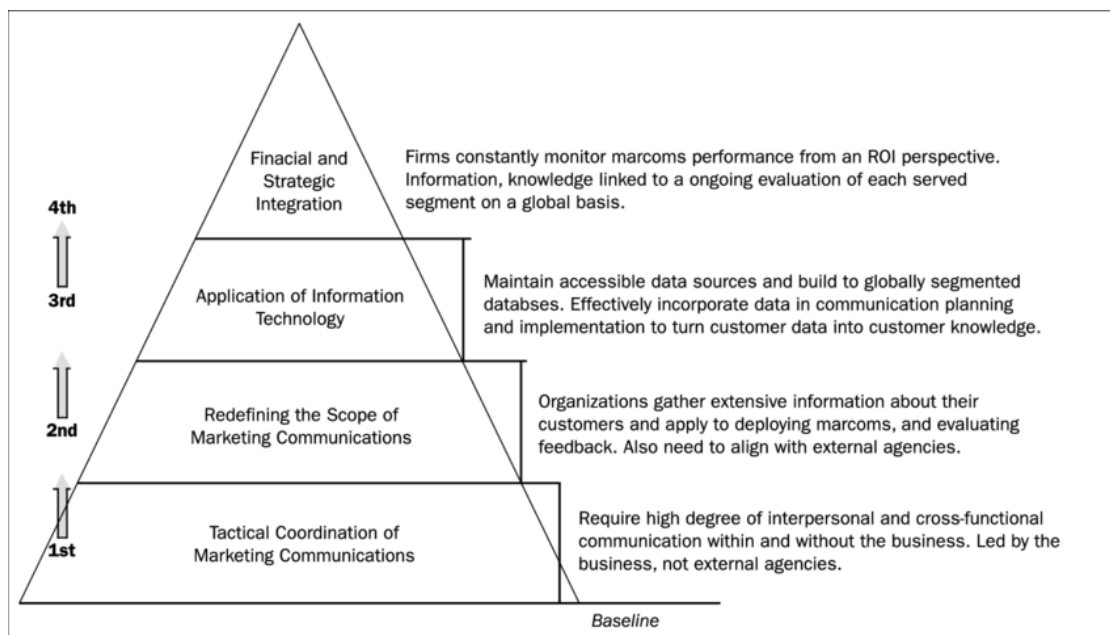 Finacial and
Strategic
Integration
Firms constantly monitor marcoms performance from an ROI perspective.
Information, knowledge linked to a ongoing evaluation of each served
segment on a global basis.
4th
3rd
Application of Information
Technology
Maintain accessible data sources and build to globally segmented
databses. Effectively incorporate data in communication planning
and implementation to turn customer data into customer knowledge.
2nd
Redefining the Scope of
Marketing Communications
Organizations gather extensive information about their
customers and apply to deploying marcoms, and evaluating
feedback. Also need to align with external agencies.
1st
Tactical Coordination of
Marketing Communications
Require high degree of interpersonal and cross-functional
communication within and without the business. Led by the
business, not external agencies.
Baseline